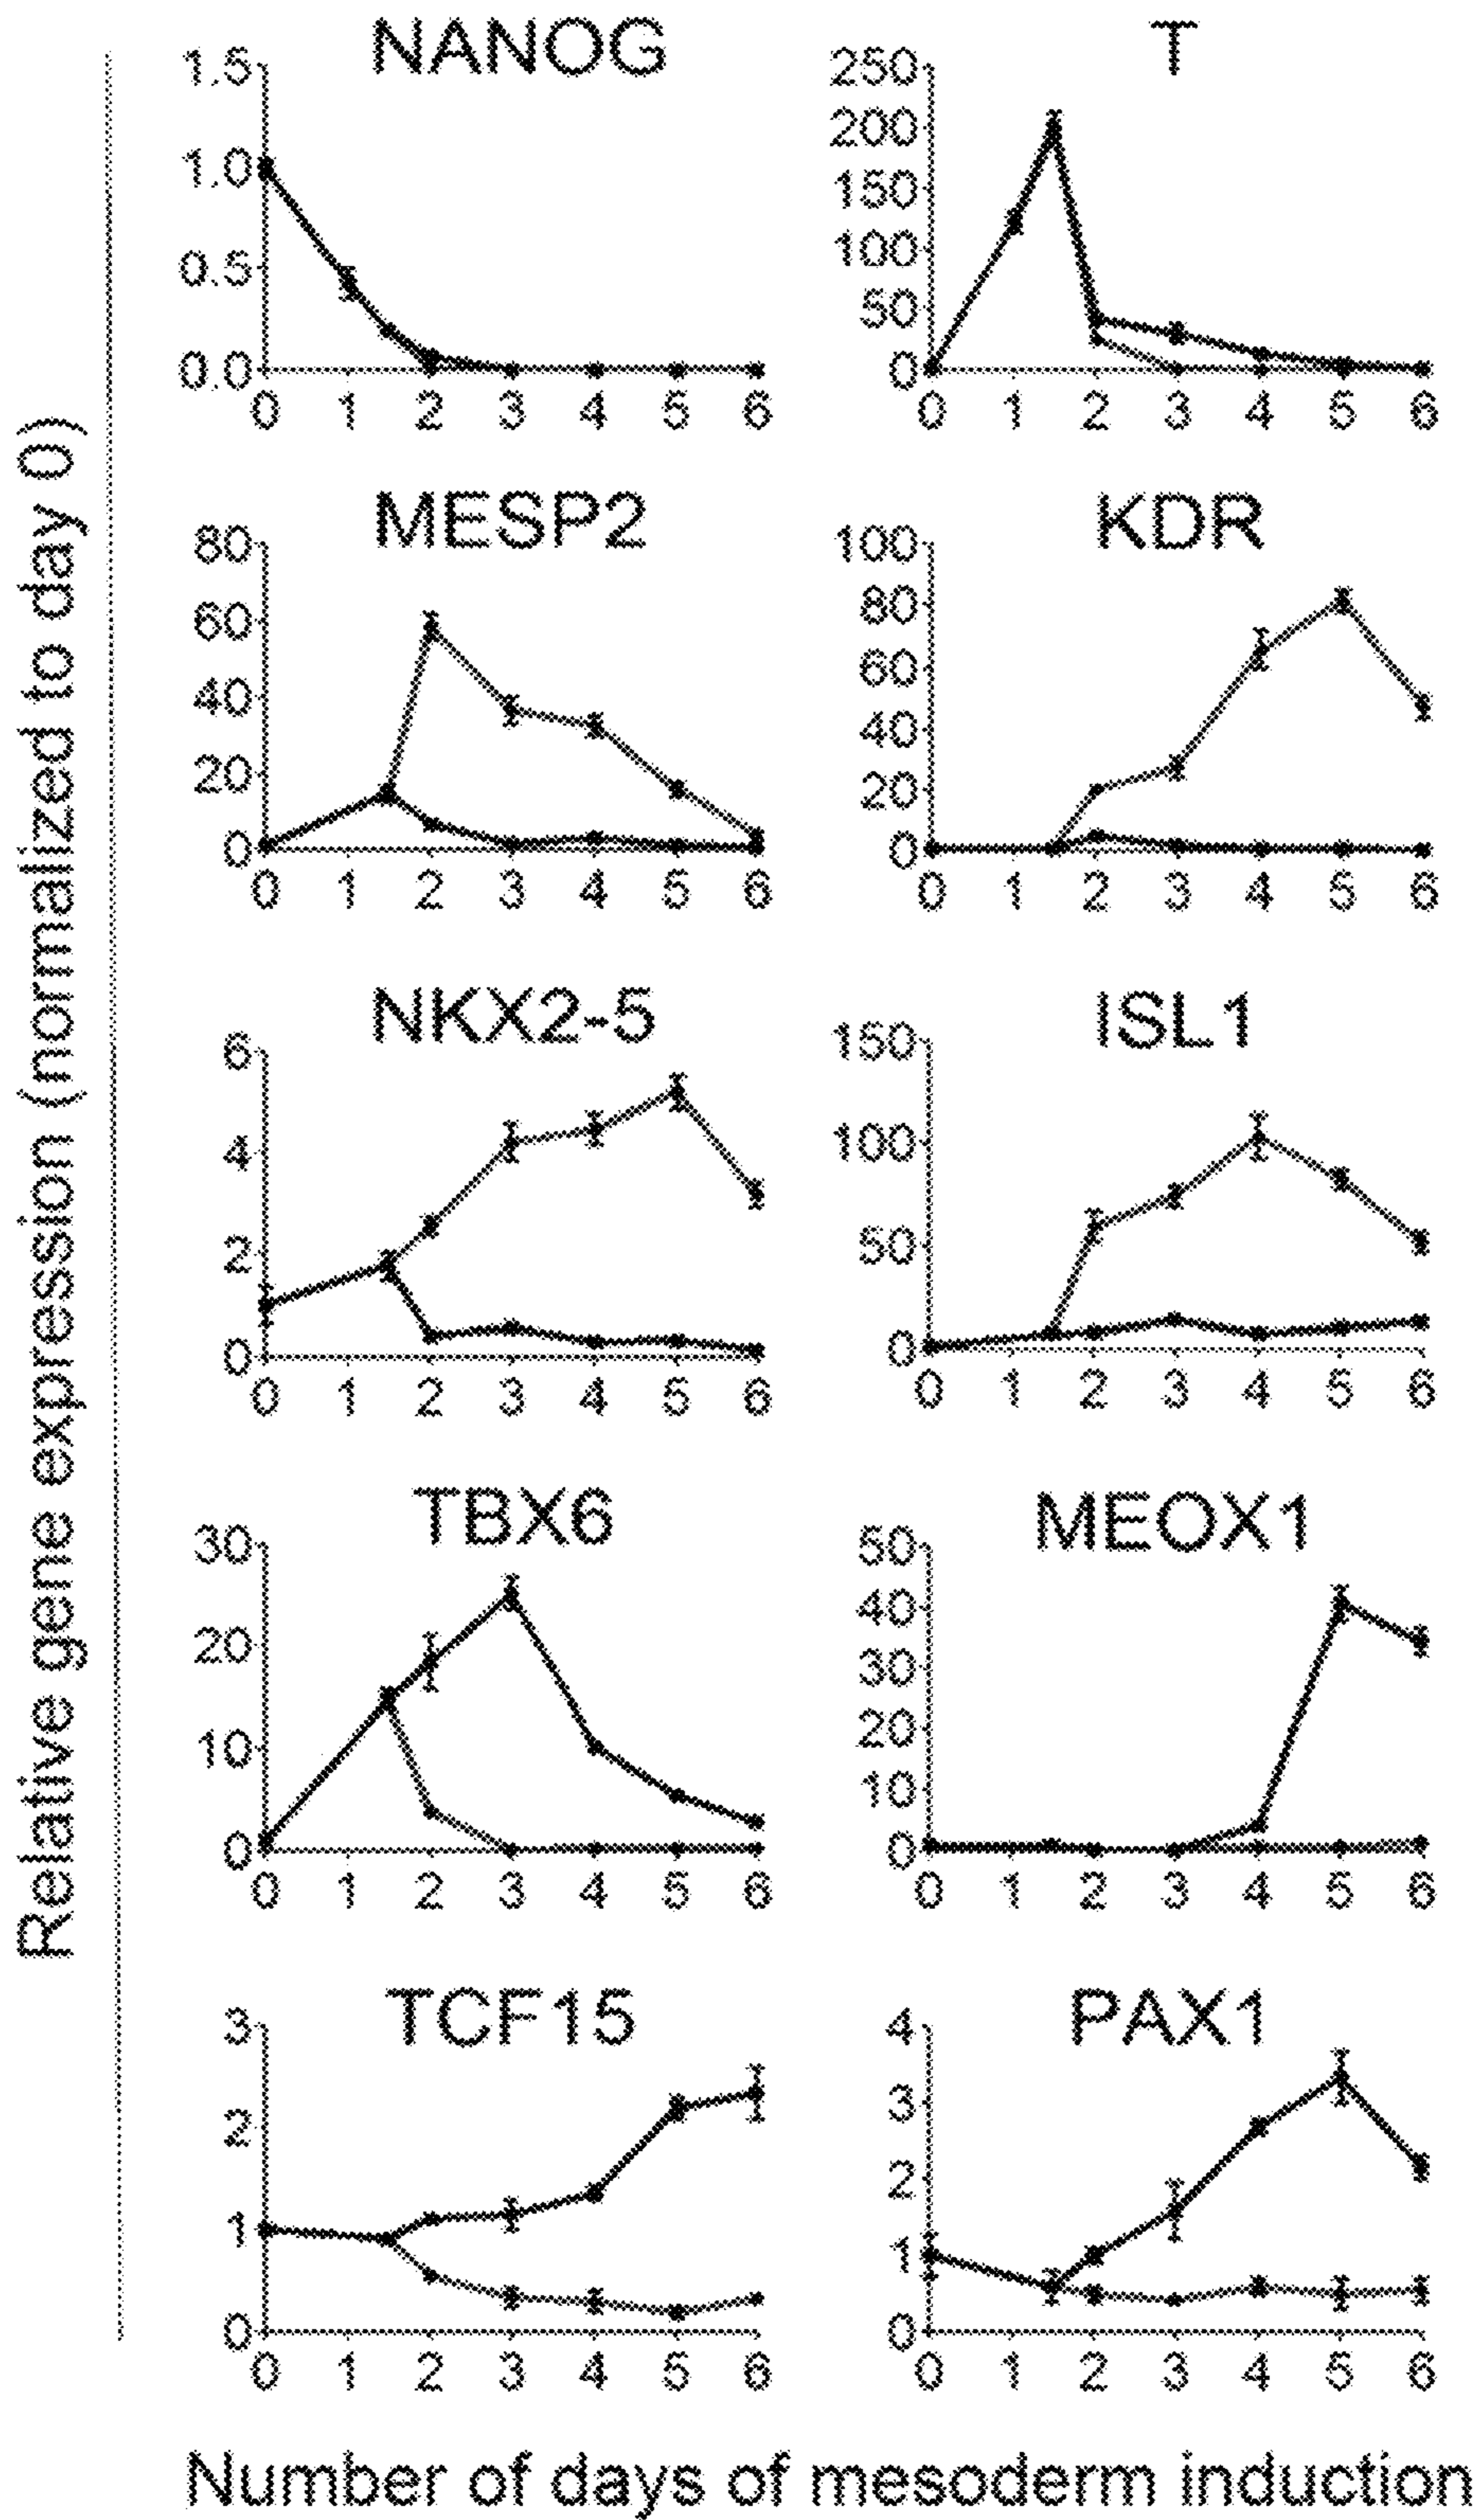 Relative gene expression (normalized to day 0)
NANOG
1.5
1.0
0.5
0.0
0 1 2 3 4 5 6
T
250
200
150
100
50
0
0 1 2 3 4 5 6
MESP2
80
60
40
20
0
0 1 2 3 4 5 6
KDR
100
80
60
40
20
0
0 1 2 3 4 5 6
NKX2-5
6
4
2
0
0 1 2 3 4 5 6
ISL1
150
100
50
0
0 1 2 3 4 5 6
TBX6
30
20
10
0
0 1 2 3 4 5 6
MEOX1
50
40
30
20
10
0
0 1 2 3 4 5 6
TCF15
3
2
1
0
0 1 2 3 4 5 6
PAX1
4
3
2
1
0
0 1 2 3 4 5 6
Number of days of mesoderm induction